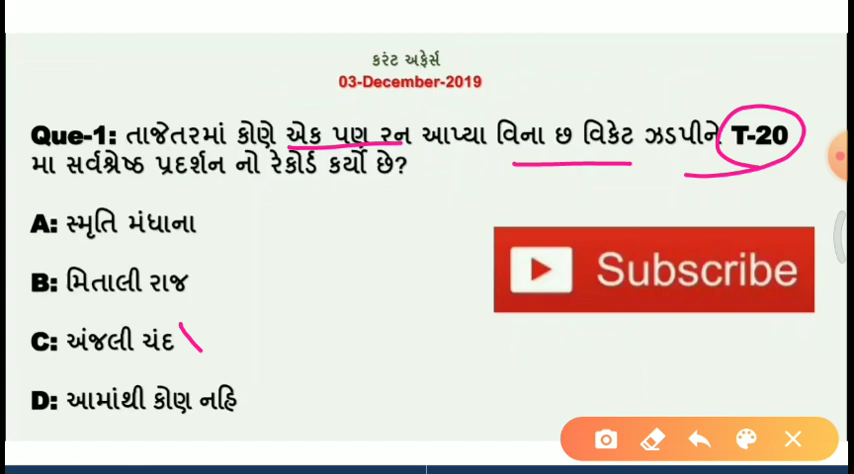 કરંટ અફેર્સ
03-December-2019
Que-1: તાજેતરમાં કોણે એક પણ રન આપ્યા વિના છ વિકેટ ઝડપીને T-20
મા સર્વશ્રેષ્ઠ પ્રદર્શન નો રેકોર્ડ કર્યો છે?
A: સ્મૃતિ મંધાના
B: મિતાલી રાજ
Subscribe
C: અંજલી ચંદ
D: આમાંથી કોણ નહિ